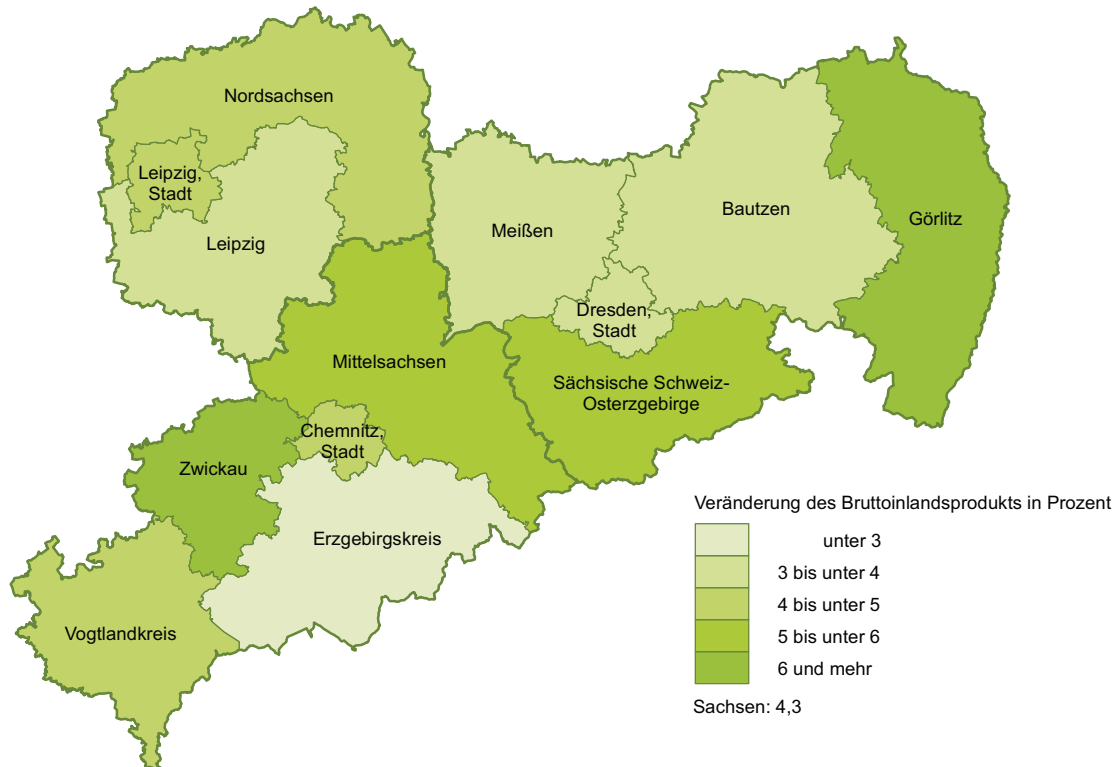 Nordsachsen
Leipzig,
Stadt
Leipzig
Meißen
Bautzen
Görlitz
Dresden,
Stadt
Mittelsachsen
Sächsische Schweiz-
Osterzgebirge
Chemnitz,
Stadt
Zwickau
Erzgebirgskreis
Vogtlandkreis
Veränderung des Bruttoinlandsprodukts in Prozent
unter 3
3 bis unter 4
4 bis unter 5
5 bis unter 6
6 und mehr
Sachsen: 4,3